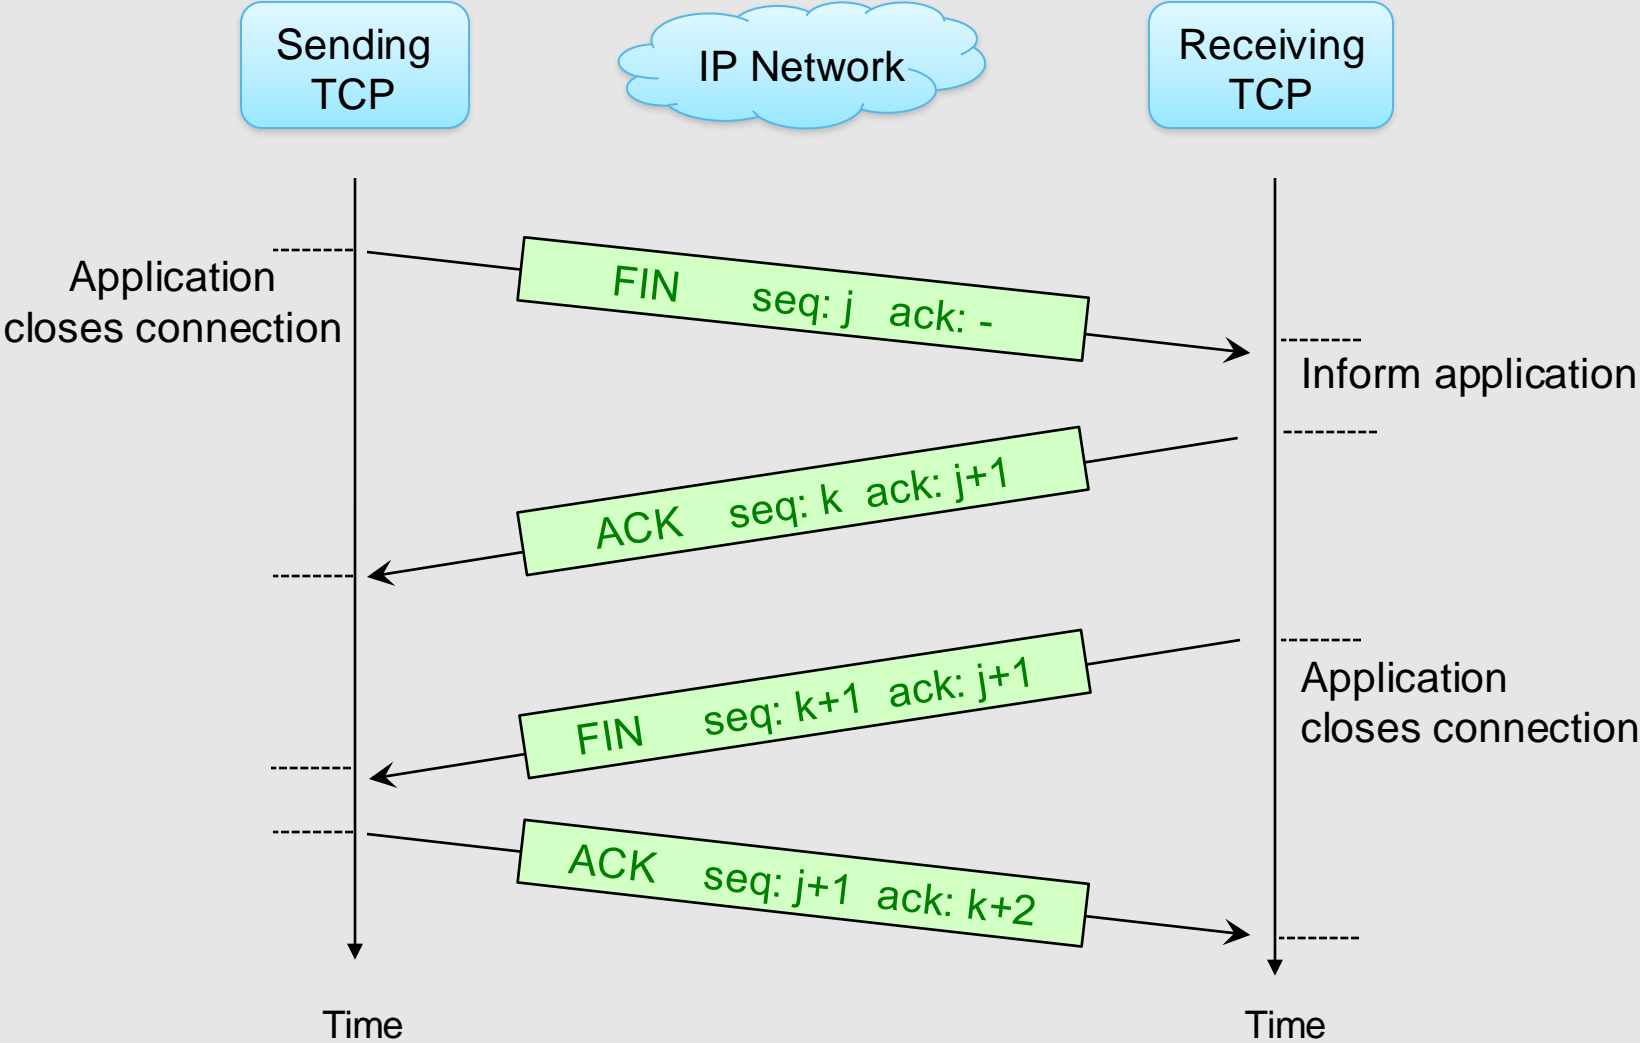 Sending
TCP
IP Network
Receiving
TCP
Application
closes connection
FIN seq: j ack: -
Inform application
ACK seq: k ack: j+1
FIN seq: k+1 ack: j+1
Application
closes connection
ACK seq: j+1 ack: k+2
Time
Time